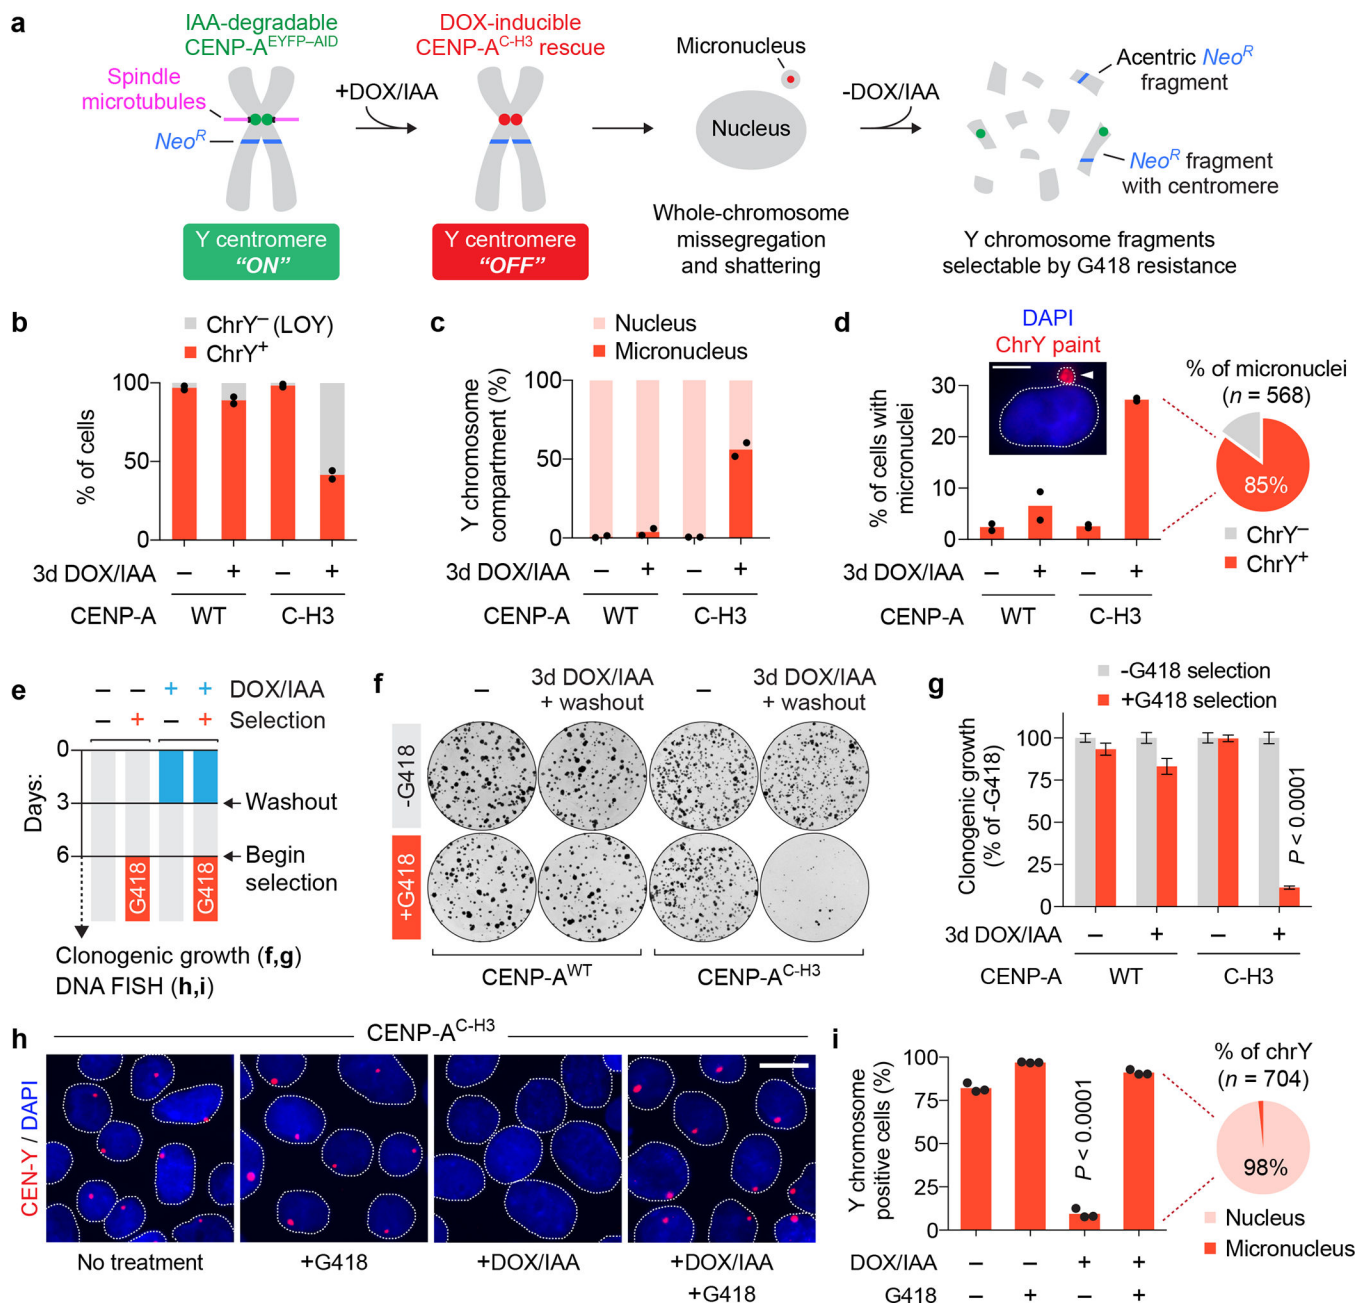 a
IAA-degradable
CENP-A^EYFP–AID
DOX-inducible
CENP-A^C-H3 rescue
Spindle
microtubules
Neo^R
+DOX/IAA
Micronucleus
Nucleus
-DOX/IAA
Acentric Neo^R
fragment
Neo^R fragment
with centromere
Y centromere
“ON”
Y centromere
“OFF”
Whole-chromosome
missegregation
and shattering
Y chromosome fragments
selectable by G418 resistance
b
ChrY– (LOY)
ChrY+
% of cells
100
50
0
3d DOX/IAA – + – +
CENP-A WT C-H3
c
Nucleus
Micronucleus
Y chromosome
compartment (%)
100
50
0
3d DOX/IAA – + – +
CENP-A WT C-H3
d
DAPI
ChrY paint
% of cells with
micronuclei
30
20
10
0
3d DOX/IAA – + – +
CENP-A WT C-H3
% of micronuclei
(n = 568)
85%
ChrY–
ChrY+
e
– – + + DOX/IAA
– + – + Selection
Days:
0
3
6
Washout
Begin
selection
G418
G418
Clonogenic growth (f,g)
DNA FISH (h,i)
f
– 3d DOX/IAA
+ washout
– 3d DOX/IAA
+ washout
-G418
+G418
CENP-A^WT
CENP-A^C-H3
g
-G418 selection
+G418 selection
Clonogenic growth
(% of -G418)
100
75
50
25
0
P < 0.0001
3d DOX/IAA – + – +
CENP-A WT C-H3
h
CENP-A^C-H3
CEN-Y / DAPI
No treatment
+G418
+DOX/IAA
+DOX/IAA
+G418
i
Y chromosome
positive cells (%)
100
75
50
25
0
P < 0.0001
DOX/IAA – – + +
G418 – + – +
% of chrY
(n = 704)
98%
Nucleus
Micronucleus